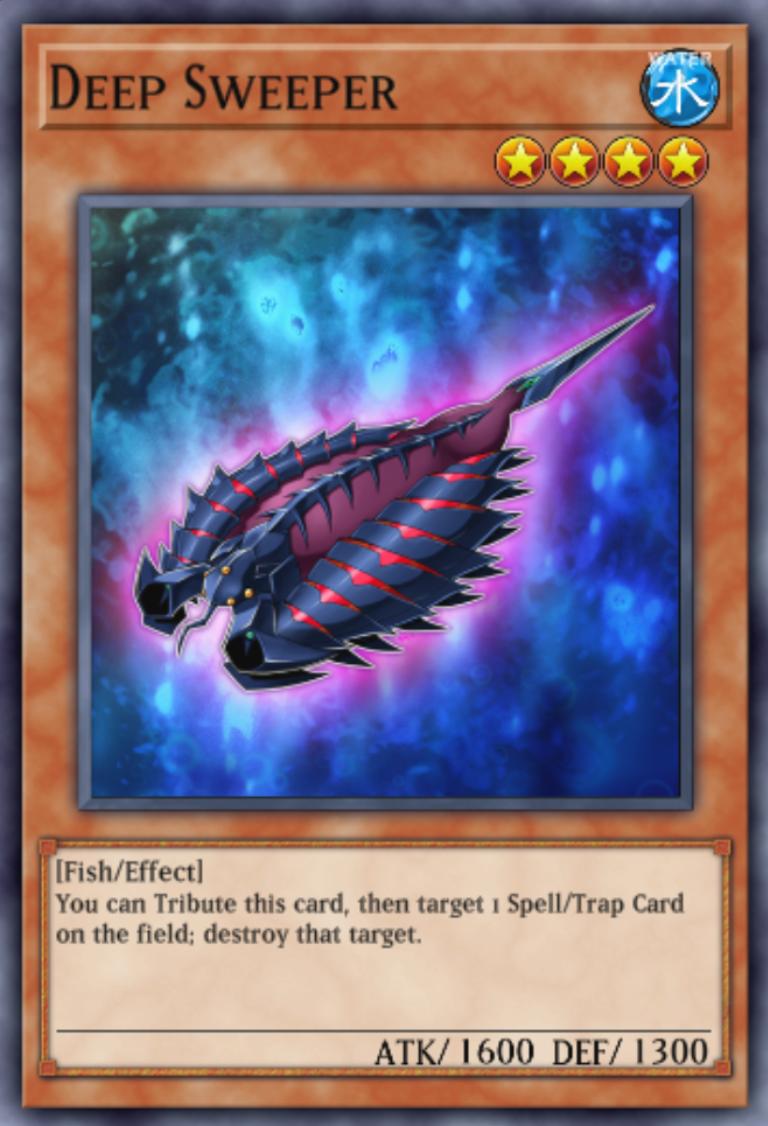 Deep Sweeper
WATER
水
[Fish/Effect]
You can Tribute this card, then target 1 Spell/Trap Card
on the field; destroy that target.
ATK/ 1600 DEF/ 1300